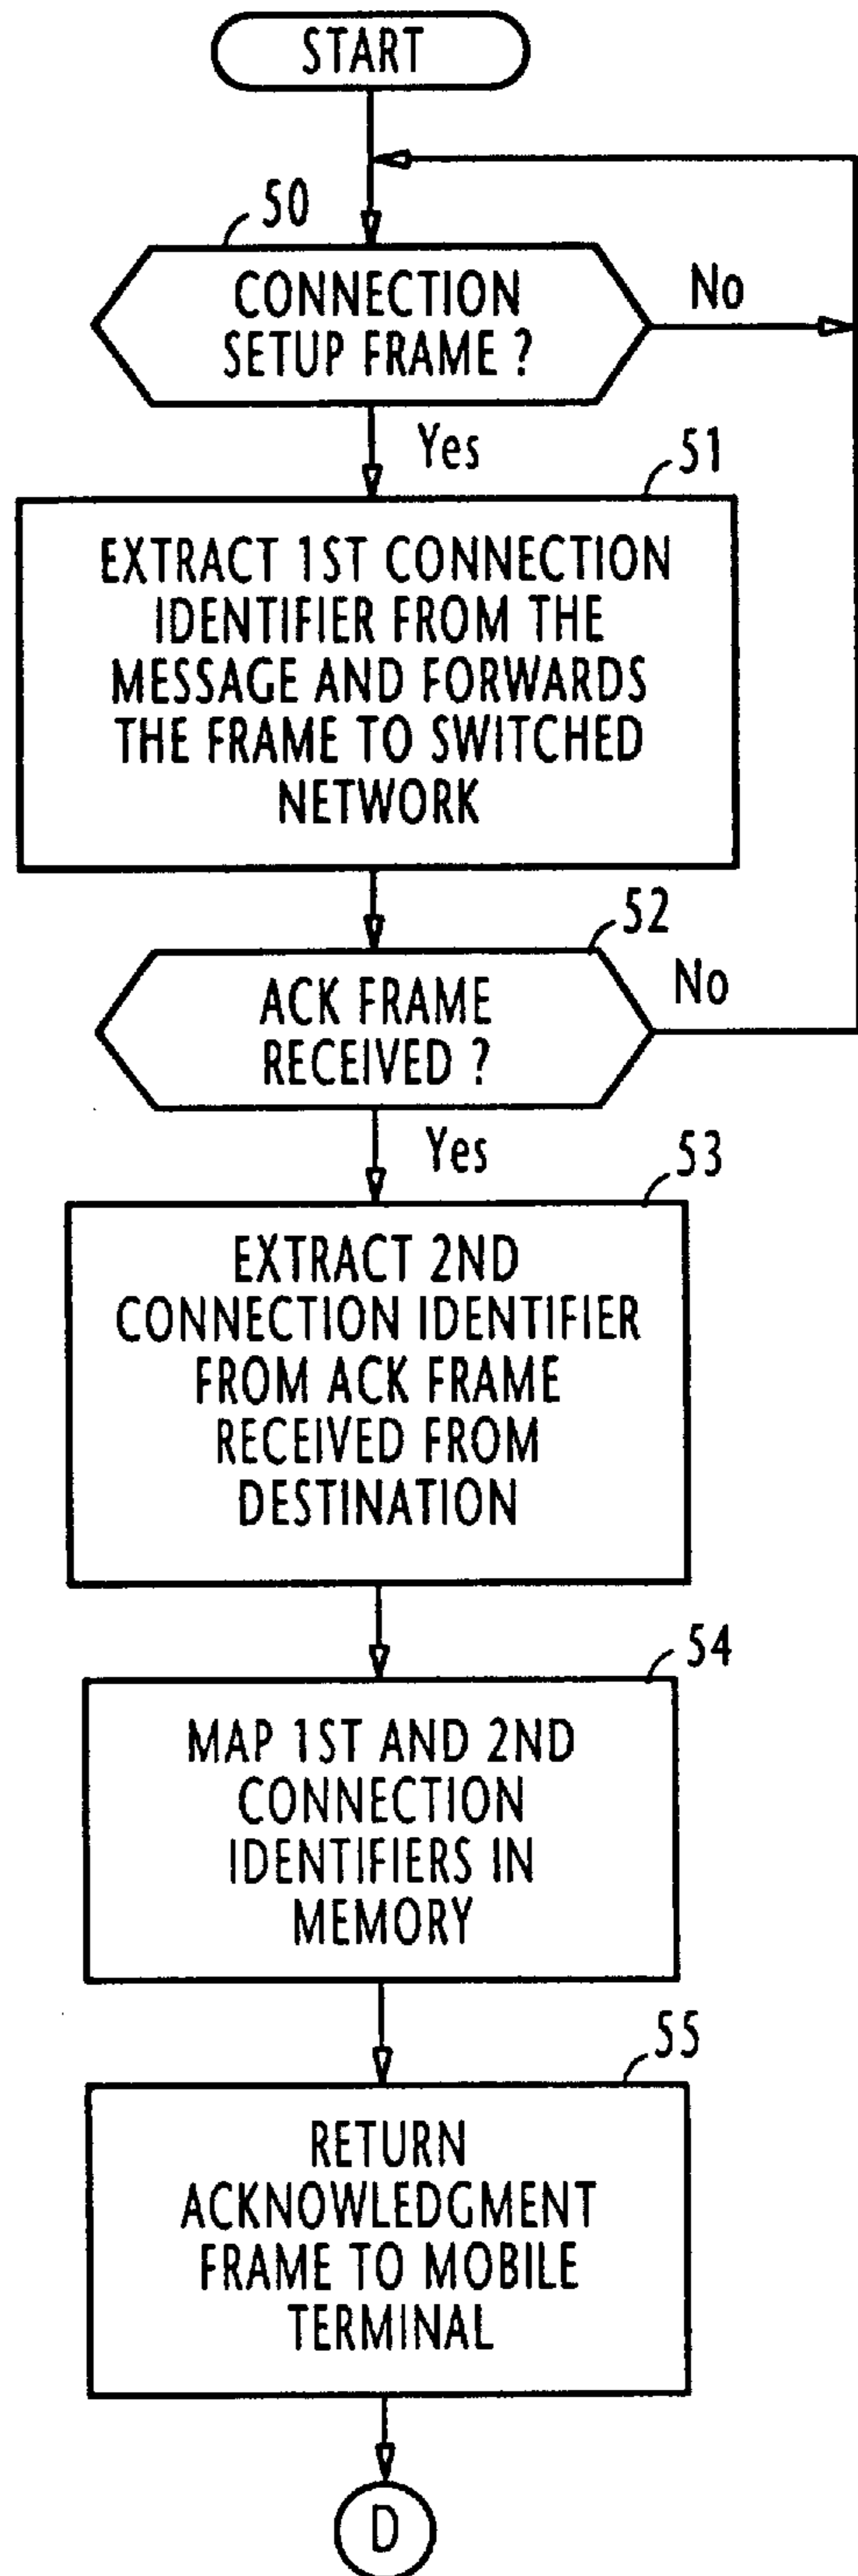 START
50
CONNECTION
SETUP FRAME ?
No
Yes
51
EXTRACT 1ST CONNECTION
IDENTIFIER FROM THE
MESSAGE AND FORWARDS
THE FRAME TO SWITCHED
NETWORK
52
ACK FRAME
RECEIVED ?
No
Yes
53
EXTRACT 2ND
CONNECTION IDENTIFIER
FROM ACK FRAME
RECEIVED FROM
DESTINATION
54
MAP 1ST AND 2ND
CONNECTION
IDENTIFIERS IN
MEMORY
55
RETURN
ACKNOWLEDGMENT
FRAME TO MOBILE
TERMINAL
D